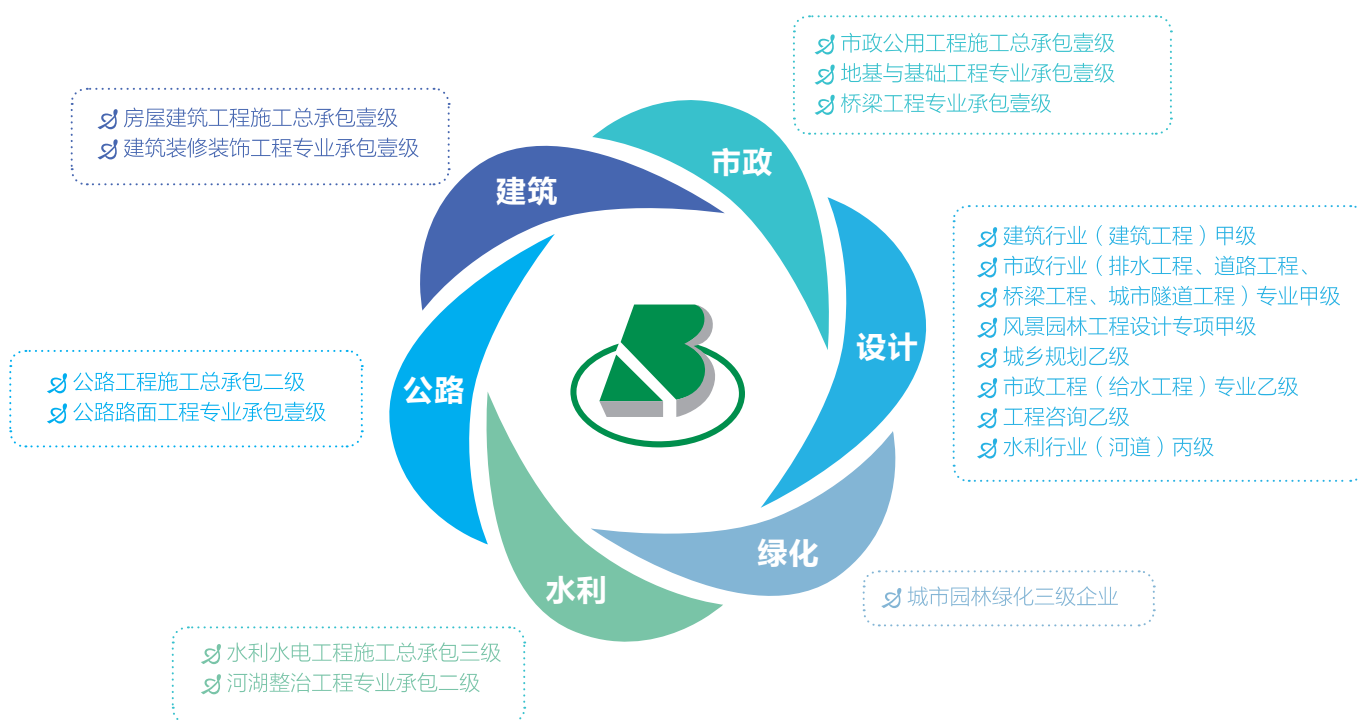 市政公用工程施工总承包壹级
地基与基础工程专业承包壹级
桥梁工程专业承包壹级
房屋建筑工程施工总承包壹级
建筑装修装饰工程专业承包壹级
市政
建筑
建筑行业（建筑工程）甲级
市政行业（排水工程、道路工程、
桥梁工程、城市隧道工程）专业甲级
风景园林工程设计专项甲级
城乡规划乙级
市政工程（给水工程）专业乙级
工程咨询乙级
水利行业（河道）丙级
设计
公路
公路工程施工总承包二级
公路路面工程专业承包壹级
绿化
水利
城市园林绿化三级企业
水利水电工程施工总承包三级
河湖整治工程专业承包二级